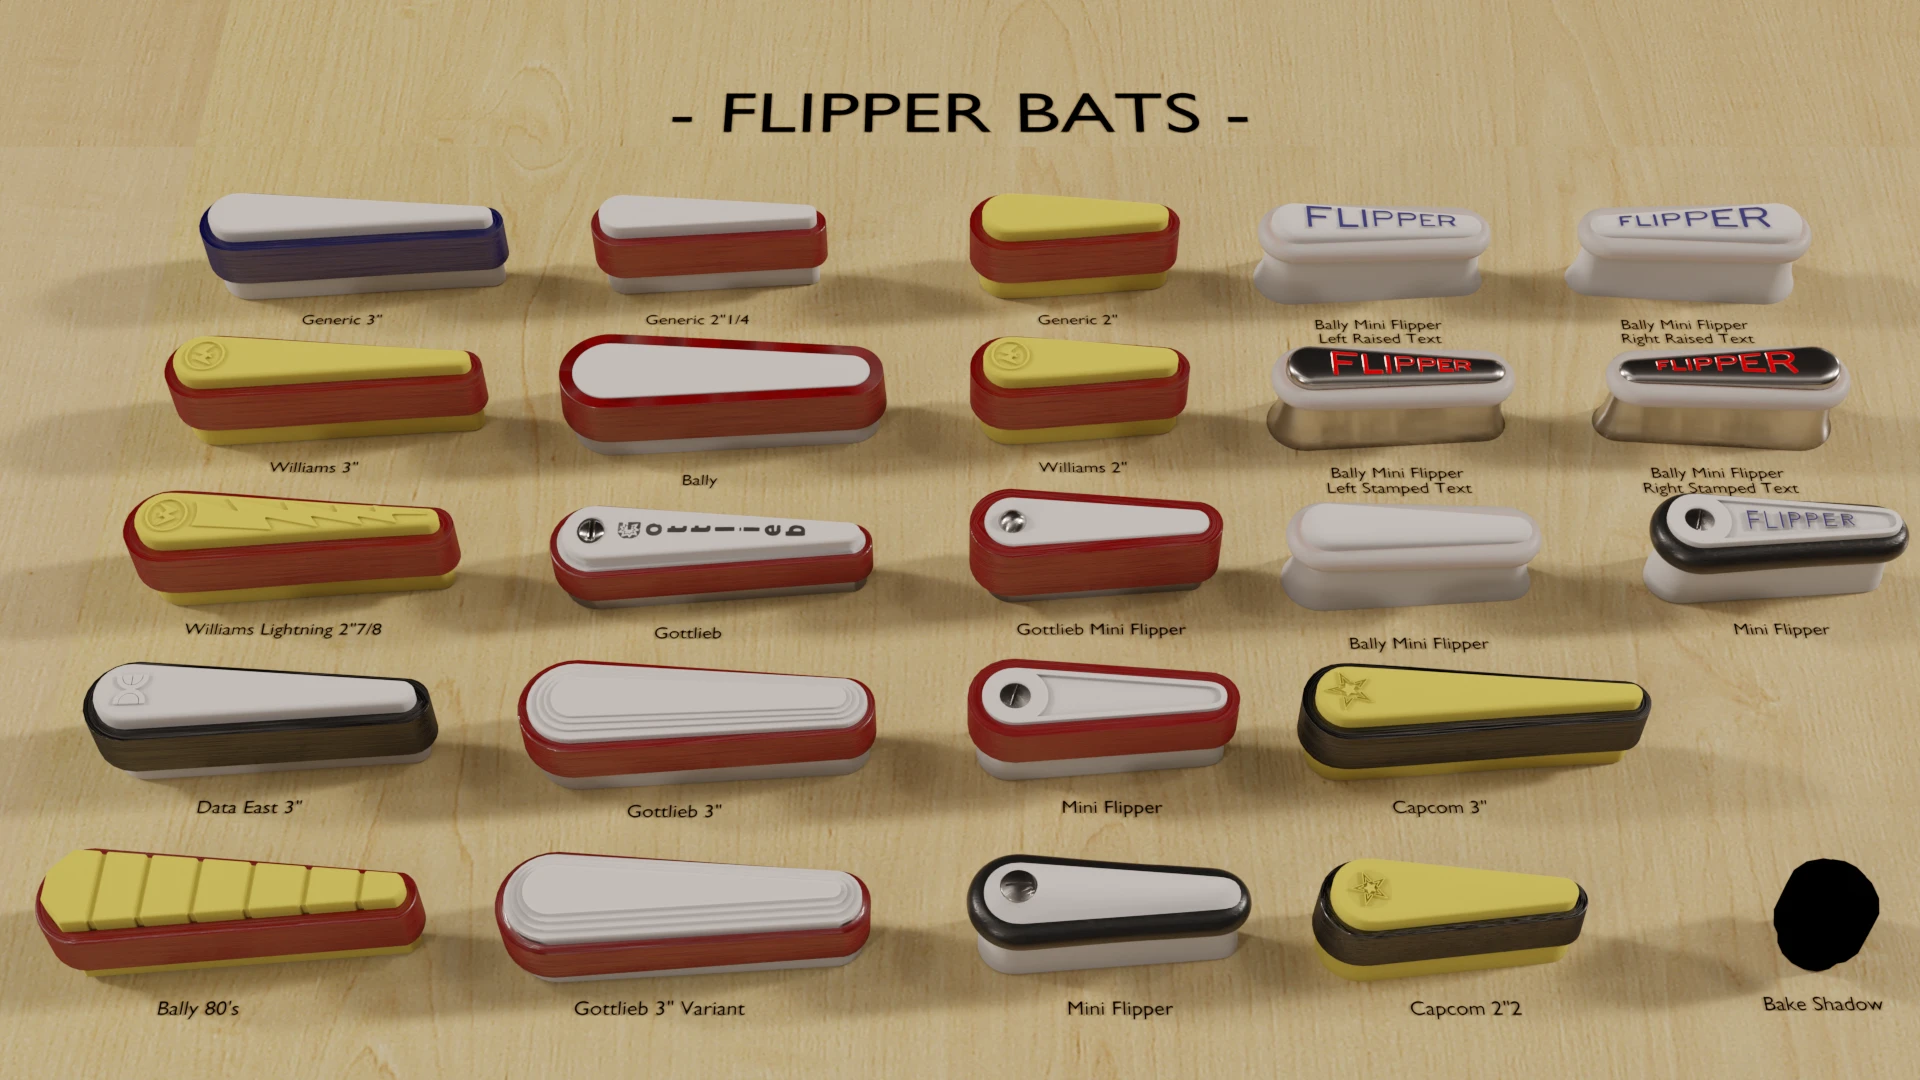 - FLIPPER BATS -
FLIPPER
FLIPPER
Generic 3"
Generic 2"1/4
Generic 2"
Bally Mini Flipper
Left Raised Text
Bally Mini Flipper
Right Raised Text
FLIPPER
FLIPPER
Williams 3"
Bally
Williams 2"
Bally Mini Flipper
Left Stamped Text
Bally Mini Flipper
Right Stamped Text
Gottlieb
FLIPPER
Williams Lightning 2"7/8
Gottlieb
Gottlieb Mini Flipper
Bally Mini Flipper
Mini Flipper
DE
Data East 3"
Gottlieb 3"
Mini Flipper
Capcom 3"
Bally 80's
Gottlieb 3" Variant
Mini Flipper
Capcom 2"2
Bake Shadow